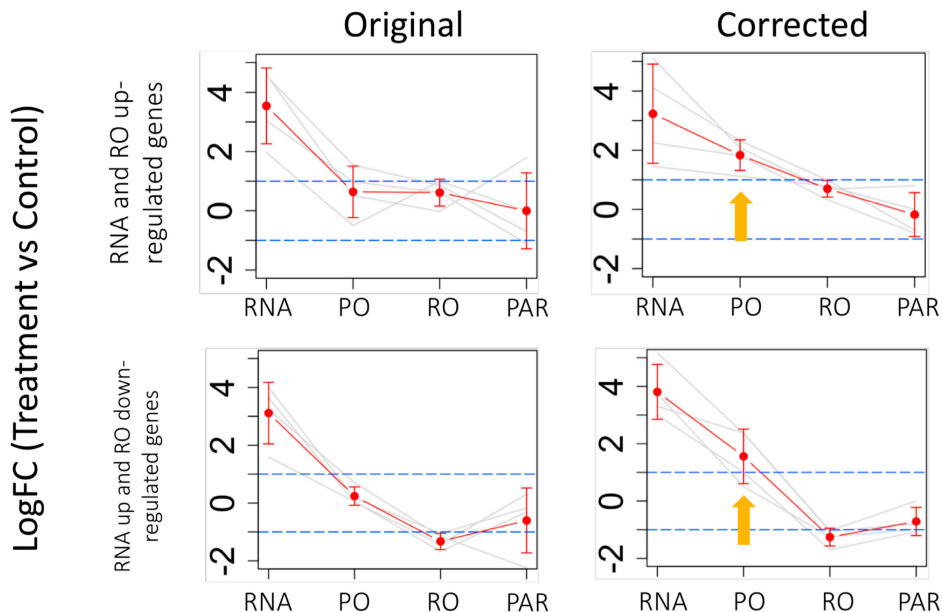 Original
Corrected
LogFC (Treatment vs Control)
RNA and RO up-
regulated genes
4
2
0
-2
RNA PO RO PAR
4
2
0
-2
RNA PO RO PAR
RNA up and RO down-
regulated genes
4
2
0
-2
RNA PO RO PAR
4
2
0
-2
RNA PO RO PAR